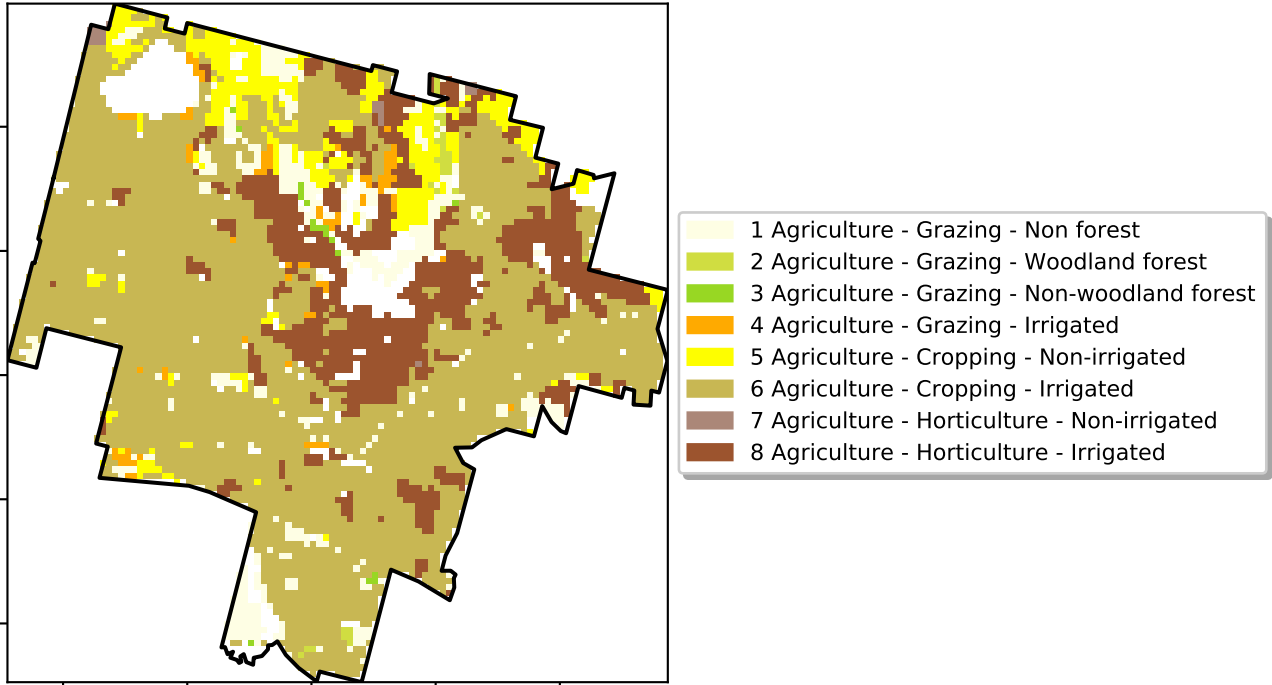 1 Agriculture - Grazing - Non forest
2 Agriculture - Grazing - Woodland forest
3 Agriculture - Grazing - Non-woodland forest
4 Agriculture - Grazing - Irrigated
5 Agriculture - Cropping - Non-irrigated
6 Agriculture - Cropping - Irrigated
7 Agriculture - Horticulture - Non-irrigated
8 Agriculture - Horticulture - Irrigated